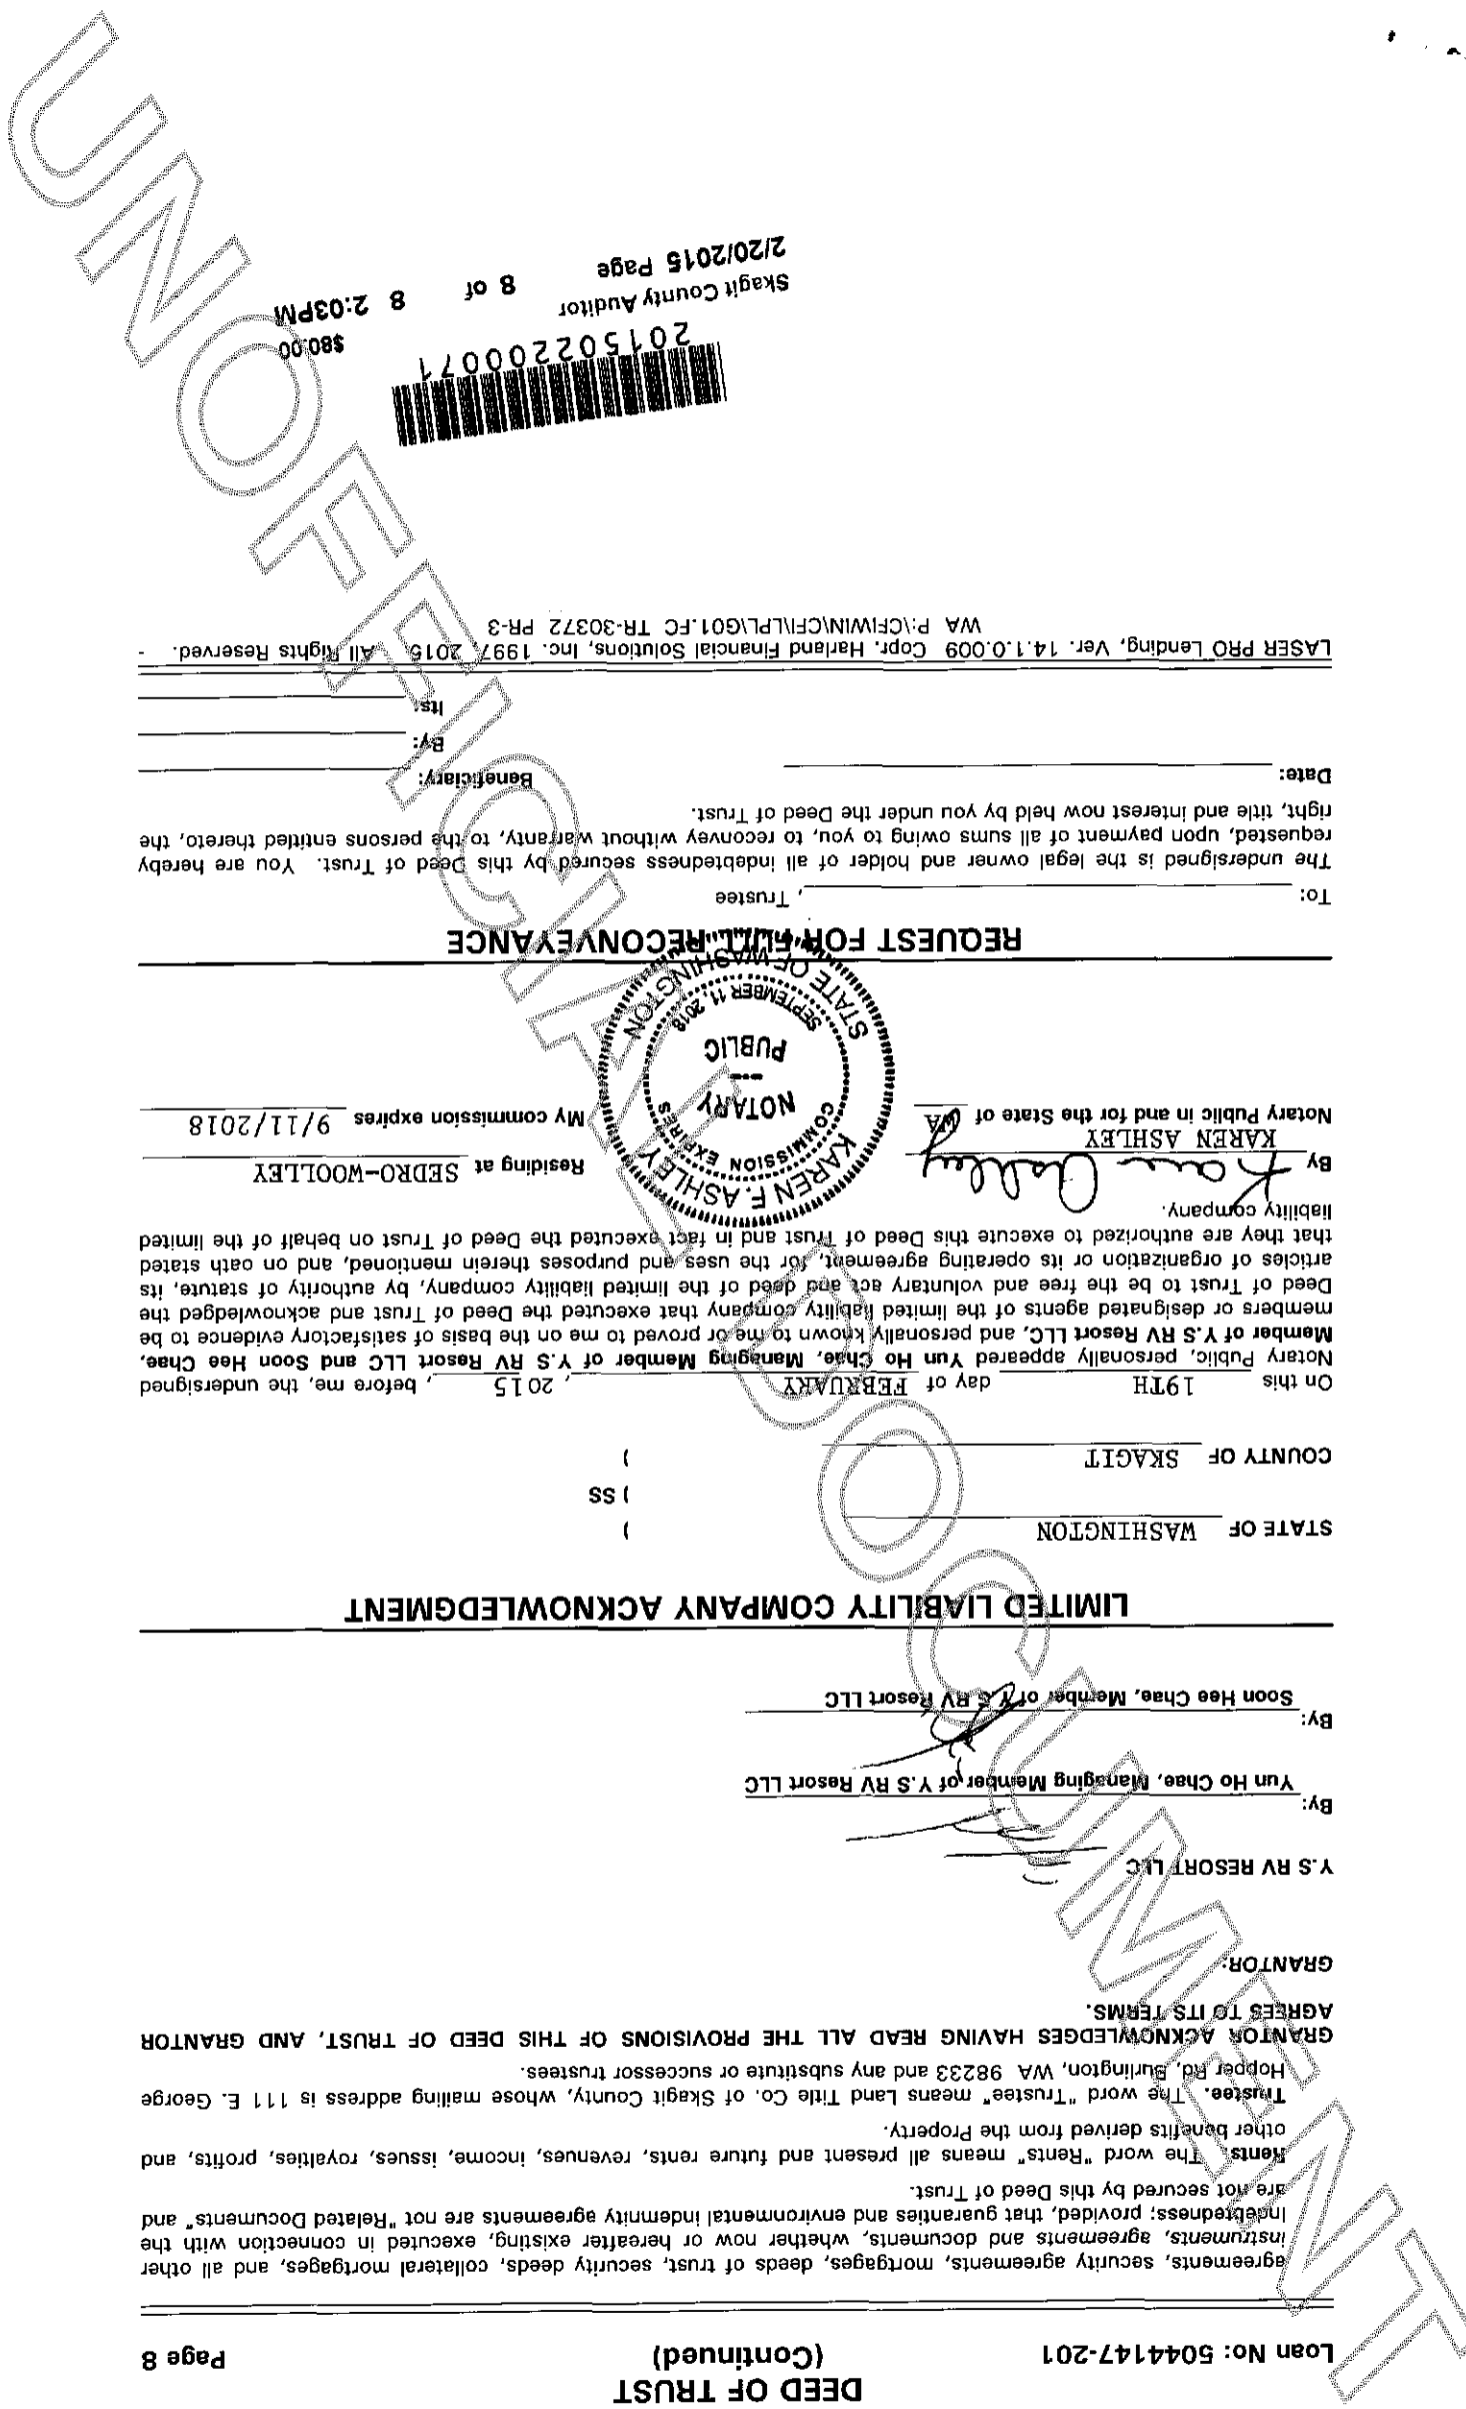 DEED OF TRUST
Loan No: 5044147-201 (Continued) Page 8
agreements, security agreements, mortgages, deeds of trust, security deeds, collateral mortgages, and all other
instruments, agreements and documents, whether now or hereafter existing, executed in connection with the
Indebtedness; provided, that guaranties and environmental indemnity agreements are not "Related Documents" and
are not secured by this Deed of Trust.
Rents. The word "Rents" means all present and future rents, revenues, income, issues, royalties, profits, and
other benefits derived from the Property.
Trustee. The word "Trustee" means Land Title Co. of Skagit County, whose mailing address is 111 E. George
Hopper Rd, Burlington, WA 98233 and any substitute or successor trustees.
GRANTOR ACKNOWLEDGES HAVING READ ALL THE PROVISIONS OF THIS DEED OF TRUST, AND GRANTOR
AGREES TO ITS TERMS.
GRANTOR:
Y.S RV RESORT LLC
By:
Yun Ho Chae, Managing Member of Y.S RV Resort LLC
By:
Soon Hee Chae, Member of Y.S RV Resort LLC
LIMITED LIABILITY COMPANY ACKNOWLEDGMENT
STATE OF WASHINGTON )
) SS
COUNTY OF SKAGIT )
On this 19TH day of FEBRUARY, 2015, before me, the undersigned
Notary Public, personally appeared Yun Ho Chae, Managing Member of Y.S RV Resort LLC and Soon Hee Chae,
Member of Y.S RV Resort LLC, and personally known to me or proved to me on the basis of satisfactory evidence to be
members or designated agents of the limited liability company that executed the Deed of Trust and acknowledged the
Deed of Trust to be the free and voluntary act and deed of the limited liability company, by authority of statute, its
articles of organization or its operating agreement, for the uses and purposes therein mentioned, and on oath stated
that they are authorized to execute this Deed of Trust and in fact executed the Deed of Trust on behalf of the limited
liability company.
By Karen Ashley Residing at SEDRO-WOOLLEY
KAREN ASHLEY
Notary Public in and for the State of WA My commission expires 9/11/2018
KAREN F. ASHLEY
COMMISSION EXPIRES
NOTARY
PUBLIC
SEPTEMBER 11, 2018
STATE OF WASHINGTON
REQUEST FOR FULL RECONVEYANCE
To: , Trustee
The undersigned is the legal owner and holder of all indebtedness secured by this Deed of Trust. You are hereby
requested, upon payment of all sums owing to you, to reconvey without warranty, to the persons entitled thereto, the
right, title and interest now held by you under the Deed of Trust.
Date: Beneficiary:
By:
Its:
LASER PRO Lending, Ver. 14.1.0.009 Copr. Harland Financial Solutions, Inc. 1997, 2015. All Rights Reserved. -
WA P:\CFI\WIN\CFI\LPL\G01.FC TR-30372 PR-3
201502200071
Skagit County Auditor $80.00
2/20/2015 Page 8 of 8 2:03PM
UNOFFICIAL DOCUMENT